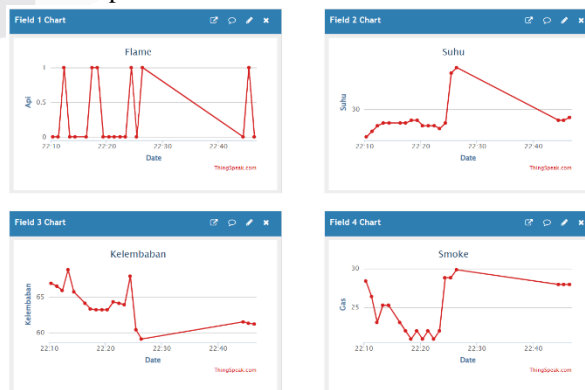 Field 1 Chart
Flame
Api
1
0.5
0
22:10
22:20
22:30
22:40
Date
ThingSpeak.com
Field 2 Chart
Suhu
Suhu
30
22:10
22:20
22:30
22:40
Date
ThingSpeak.com
Field 3 Chart
Kelembaban
Kelembaban
65
60
22:10
22:20
22:30
22:40
Date
ThingSpeak.com
Field 4 Chart
Smoke
Gas
30
25
22:10
22:20
22:30
22:40
Date
ThingSpeak.com